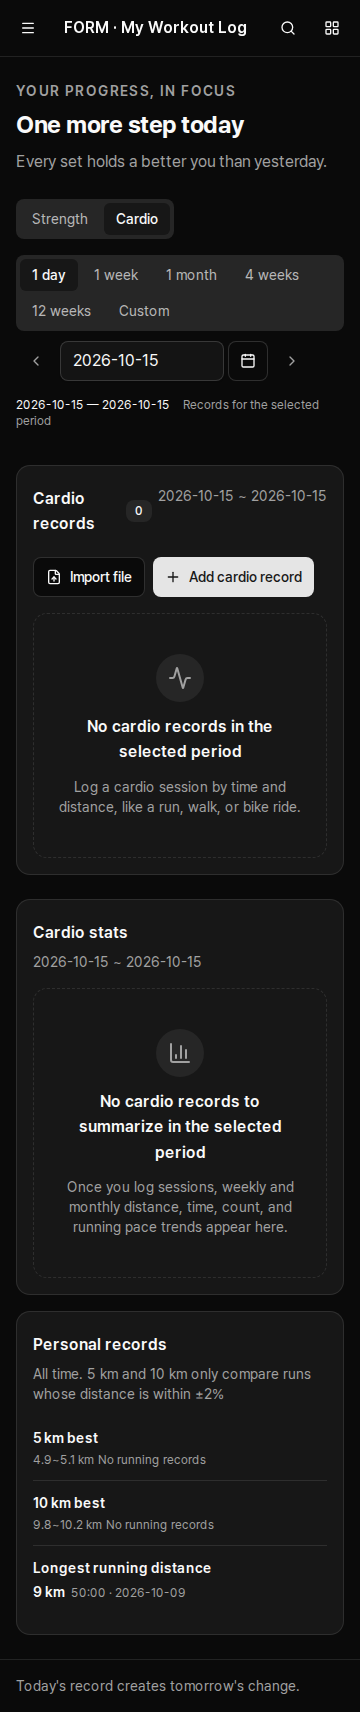 FORM · My Workout Log
YOUR PROGRESS, IN FOCUS
One more step today
Every set holds a better you than yesterday.
Strength Cardio
1 day 1 week 1 month 4 weeks
12 weeks Custom
2026-10-15
2026-10-15 — 2026-10-15 Records for the selected
period
Cardio
records
0
2026-10-15 ~ 2026-10-15
Import file
Add cardio record
No cardio records in the
selected period
Log a cardio session by time and
distance, like a run, walk, or bike ride.
Cardio stats
2026-10-15 ~ 2026-10-15
No cardio records to
summarize in the selected
period
Once you log sessions, weekly and
monthly distance, time, count, and
running pace trends appear here.
Personal records
All time. 5 km and 10 km only compare runs
whose distance is within ±2%
5 km best
4.9–5.1 km No running records
10 km best
9.8–10.2 km No running records
Longest running distance
9 km 50:00 · 2026-10-09
Today's record creates tomorrow's change.